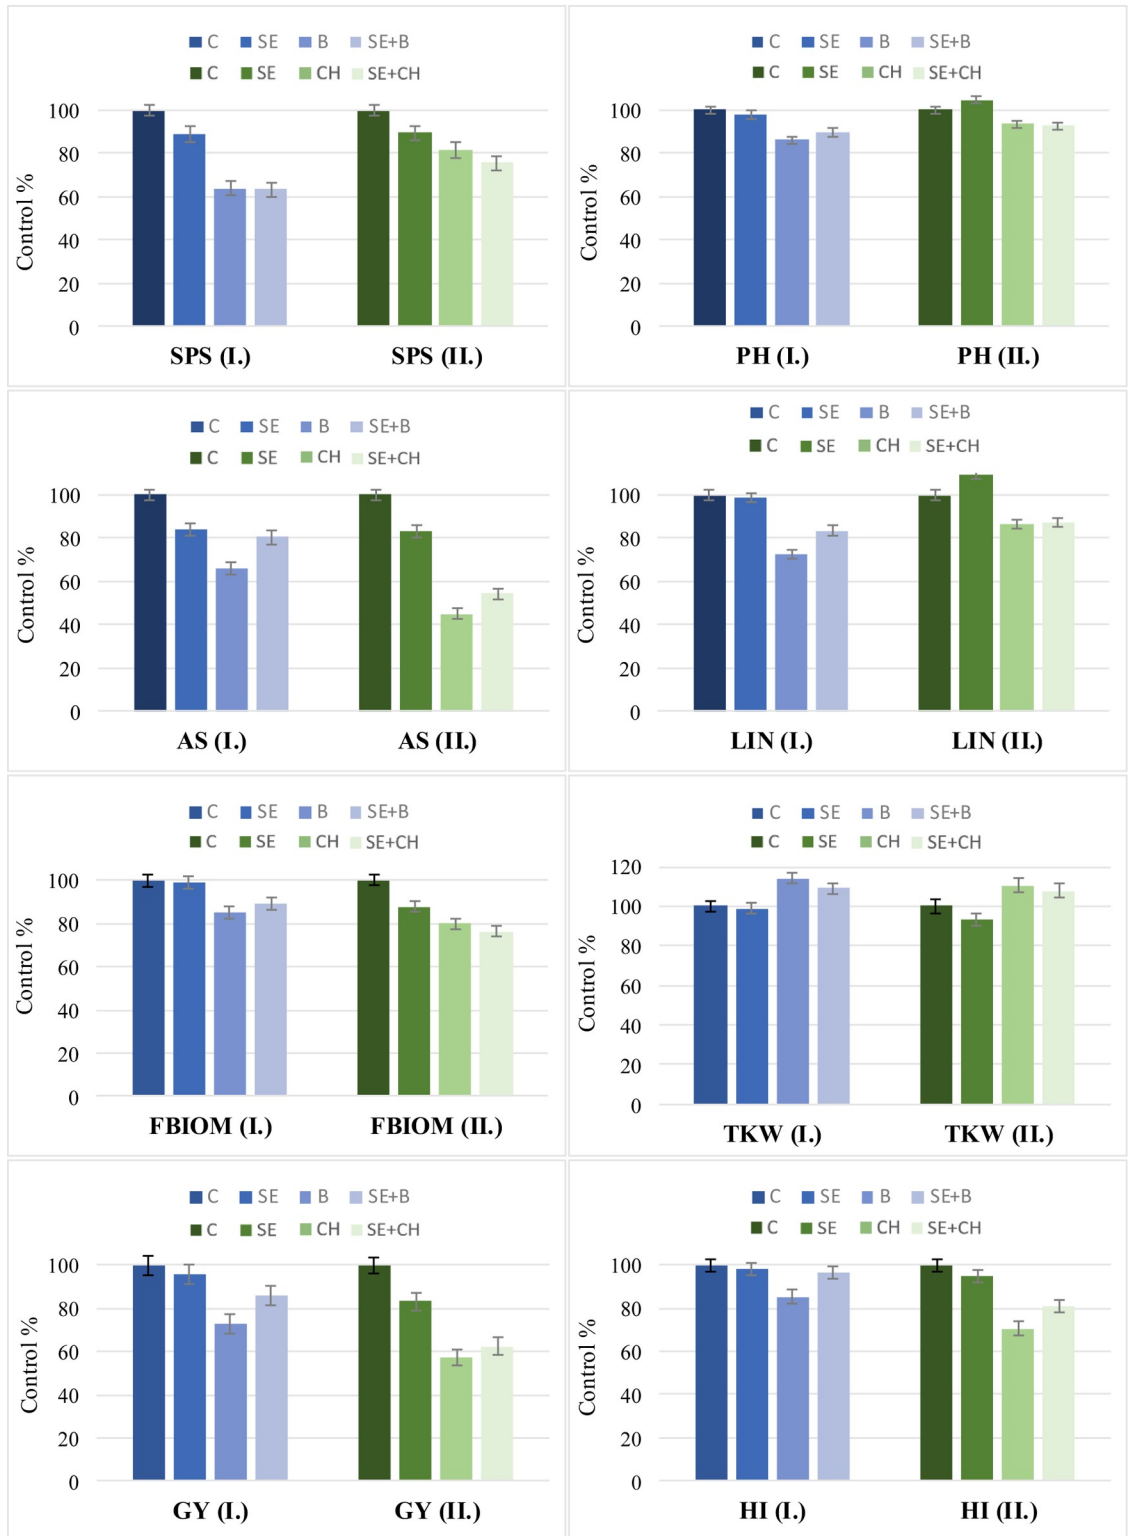 C SE B SE+B
C SE CH SE+CH
100
80
60
40
20
0
Control %
SPS (I.) SPS (II.)
C SE B SE+B
C SE CH SE+CH
100
80
60
40
20
0
Control %
PH (I.) PH (II.)
C SE B SE+B
C SE CH SE+CH
100
80
60
40
20
0
Control %
AS (I.) AS (II.)
C SE B SE+B
C SE CH SE+CH
100
80
60
40
20
0
Control %
LIN (I.) LIN (II.)
C SE B SE+B
C SE CH SE+CH
100
80
60
40
20
0
Control %
FBIOM (I.) FBIOM (II.)
C SE B SE+B
C SE CH SE+CH
120
100
80
60
40
20
0
Control %
TKW (I.) TKW (II.)
C SE B SE+B
C SE CH SE+CH
100
80
60
40
20
0
Control %
GY (I.) GY (II.)
C SE B SE+B
C SE CH SE+CH
100
80
60
40
20
0
Control %
HI (I.) HI (II.)